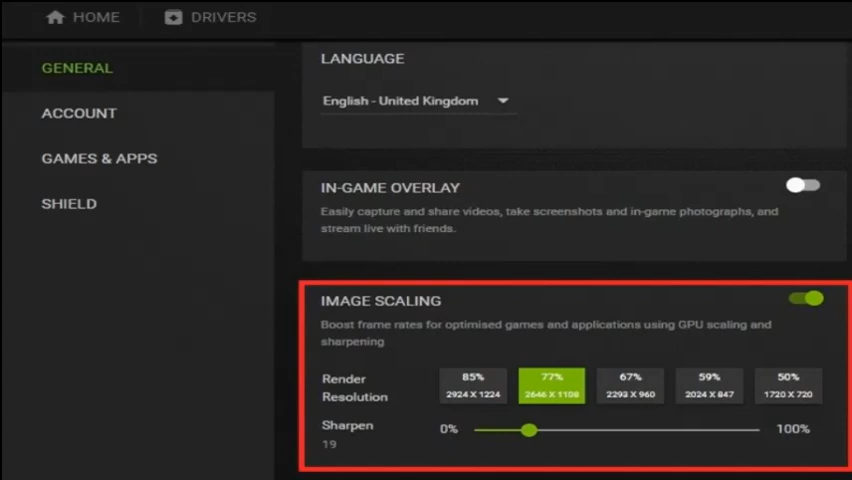 HOME DRIVERS
GENERAL
ACCOUNT
GAMES & APPS
SHIELD
LANGUAGE
English - United Kingdom
IN-GAME OVERLAY
Easily capture and share videos, take screenshots and in-game photographs, and
stream live with friends.
IMAGE SCALING
Boost frame rates for optimised games and applications using GPU scaling and
sharpening
Render
Resolution
85% 77% 67% 59% 50%
2924 X 1224 2646 X 1108 2293 X 960 2024 X 847 1720 X 720
Sharpen
19
0% 100%